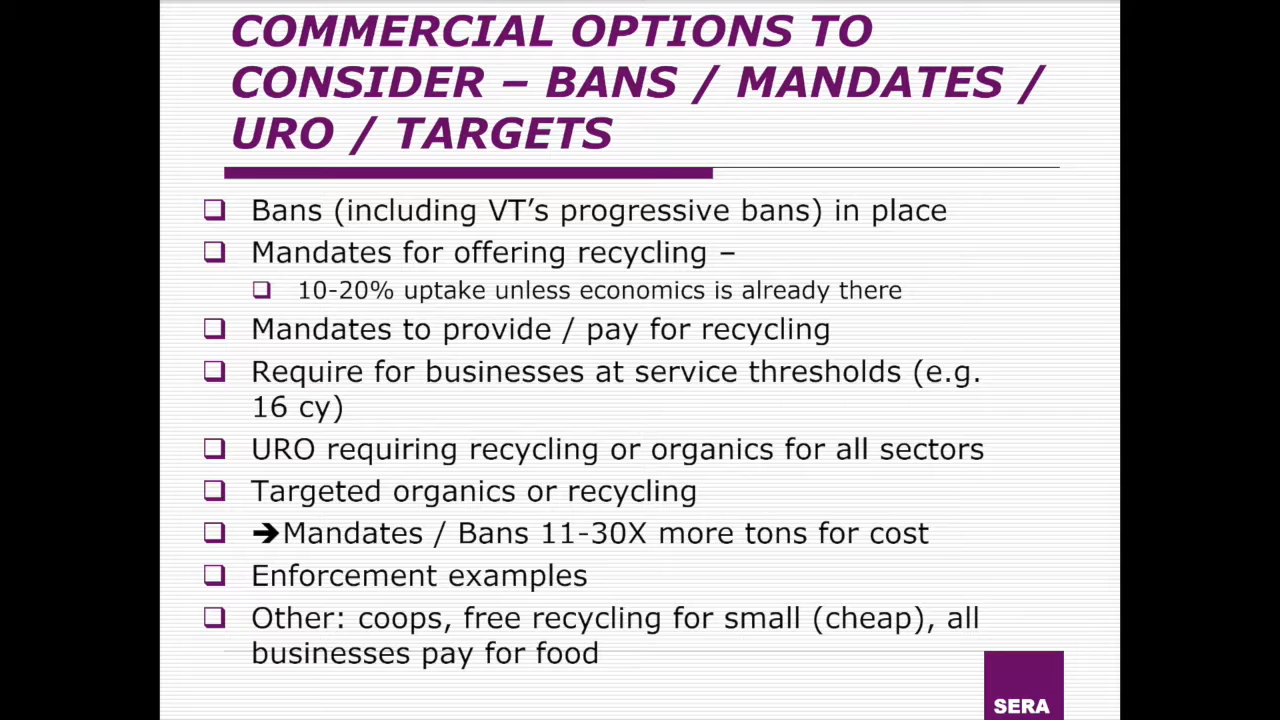 COMMERCIAL OPTIONS TO
CONSIDER – BANS / MANDATES /
URO / TARGETS
❑ Bans (including VT’s progressive bans) in place
❑ Mandates for offering recycling –
❑ 10-20% uptake unless economics is already there
❑ Mandates to provide / pay for recycling
❑ Require for businesses at service thresholds (e.g.
16 cy)
❑ URO requiring recycling or organics for all sectors
❑ Targeted organics or recycling
❑ ➔Mandates / Bans 11-30X more tons for cost
❑ Enforcement examples
❑ Other: coops, free recycling for small (cheap), all
businesses pay for food
SERA